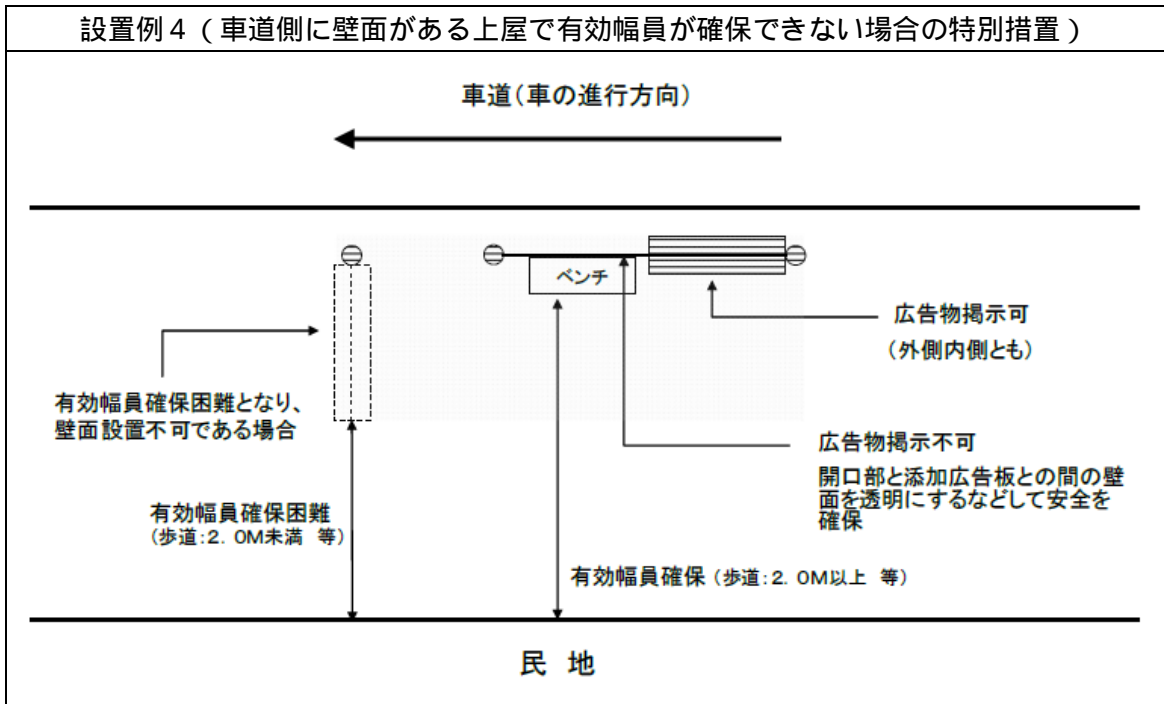 設置例４（車道側に壁面がある上屋で有効幅員が確保できない場合の特別措置）
車道(車の進行方向)
ベンチ
広告物掲示可
（外側内側とも）
有効幅員確保困難となり、
壁面設置不可である場合
広告物掲示不可
開口部と添加広告板との間の壁
面を透明にするなどして安全を
確保
有効幅員確保困難
（歩道：２．０Ｍ未満　等）
有効幅員確保（歩道：２．０Ｍ以上　等）
民　地